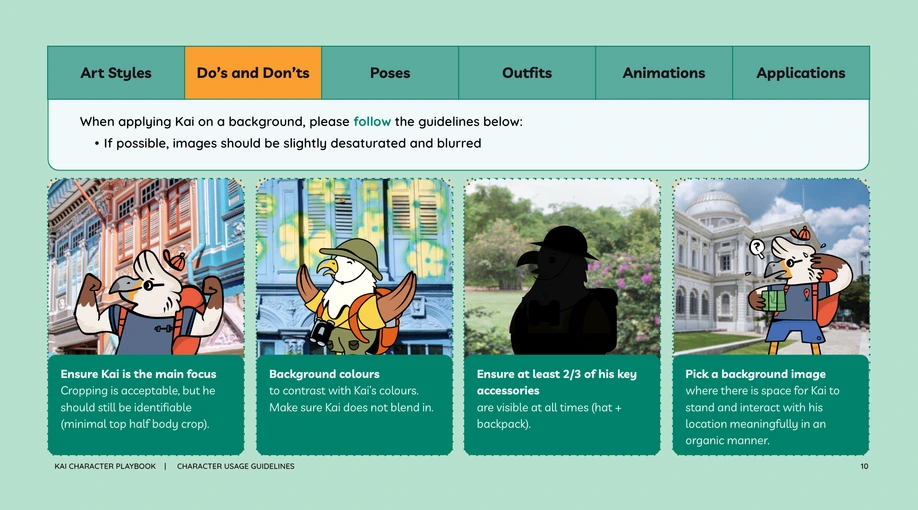 Art Styles
Do’s and Don’ts
Poses
Outfits
Animations
Applications
When applying Kai on a background, please follow the guidelines below:
• If possible, images should be slightly desaturated and blurred
?
Ensure Kai is the main focus
Cropping is acceptable, but he
should still be identifiable
(minimal top half body crop).
Background colours
to contrast with Kai’s colours.
Make sure Kai does not blend in.
Ensure at least 2/3 of his key
accessories
are visible at all times (hat +
backpack).
Pick a background image
where there is space for Kai to
stand and interact with his
location meaningfully in an
organic manner.
KAI CHARACTER PLAYBOOK | CHARACTER USAGE GUIDELINES
10